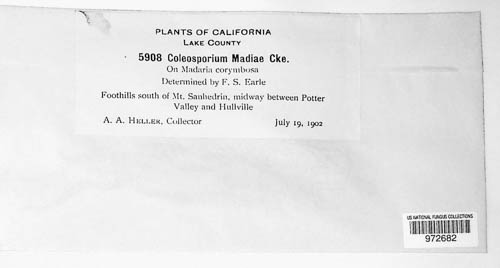 PLANTS OF CALIFORNIA
LAKE COUNTY
5908 Coleosporium Madiae Cke.
On Madaria corymbosa
Determined by F. S. Earle
Foothills south of Mt. Sanhedrin, midway between Potter
Valley and Hullville
A. A. HELLER, Collector July 19, 1902
US NATIONAL FUNGUS COLLECTIONS
972682